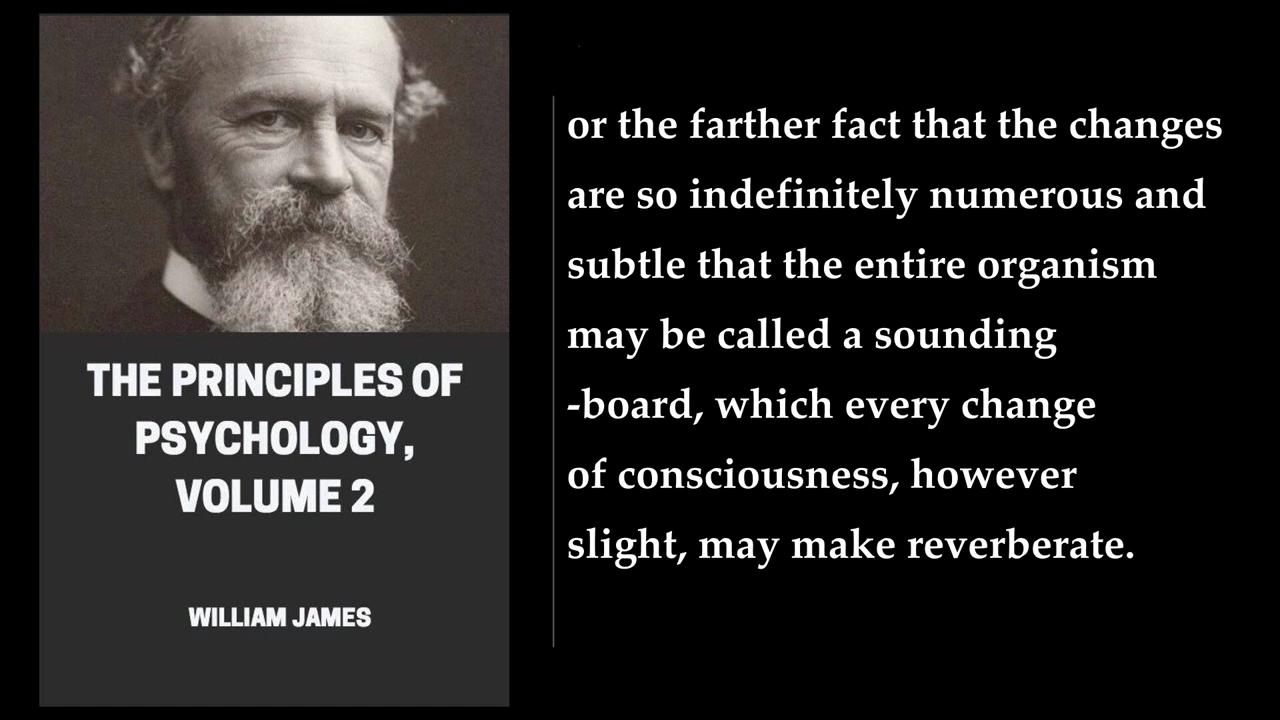 THE PRINCIPLES OF
PSYCHOLOGY,
VOLUME 2
WILLIAM JAMES
or the farther fact that the changes
are so indefinitely numerous and
subtle that the entire organism
may be called a sounding
-board, which every change
of consciousness, however
slight, may make reverberate.